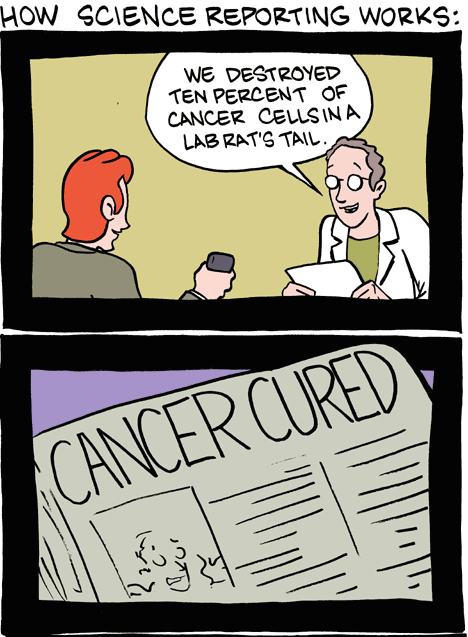 HOW SCIENCE REPORTING WORKS:
WE DESTROYED
TEN PERCENT OF
CANCER CELLS IN A
LAB RAT'S TAIL.
CANCER CURED